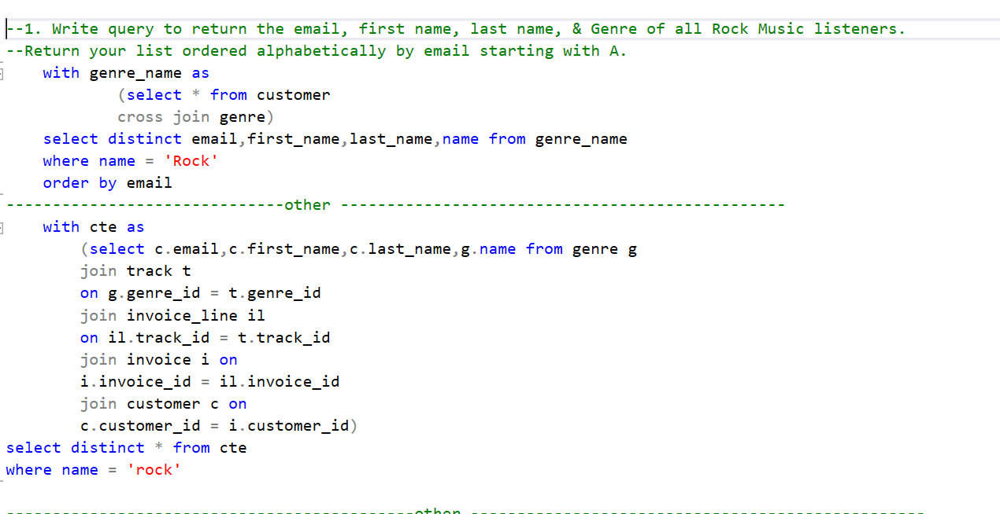 --1. Write query to return the email, first name, last name, & Genre of all Rock Music listeners.
--Return your list ordered alphabetically by email starting with A.
with genre_name as
(select * from customer
cross join genre)
select distinct email,first_name,last_name,name from genre_name
where name = 'Rock'
order by email
------------------------------other ------------------------------------------------
with cte as
(select c.email,c.first_name,c.last_name,g.name from genre g
join track t
on g.genre_id = t.genre_id
join invoice_line il
on il.track_id = t.track_id
join invoice i on
i.invoice_id = il.invoice_id
join customer c on
c.customer_id = i.customer_id)
select distinct * from cte
where name = 'rock'
--------------------------------------------other -------------------------------------------------